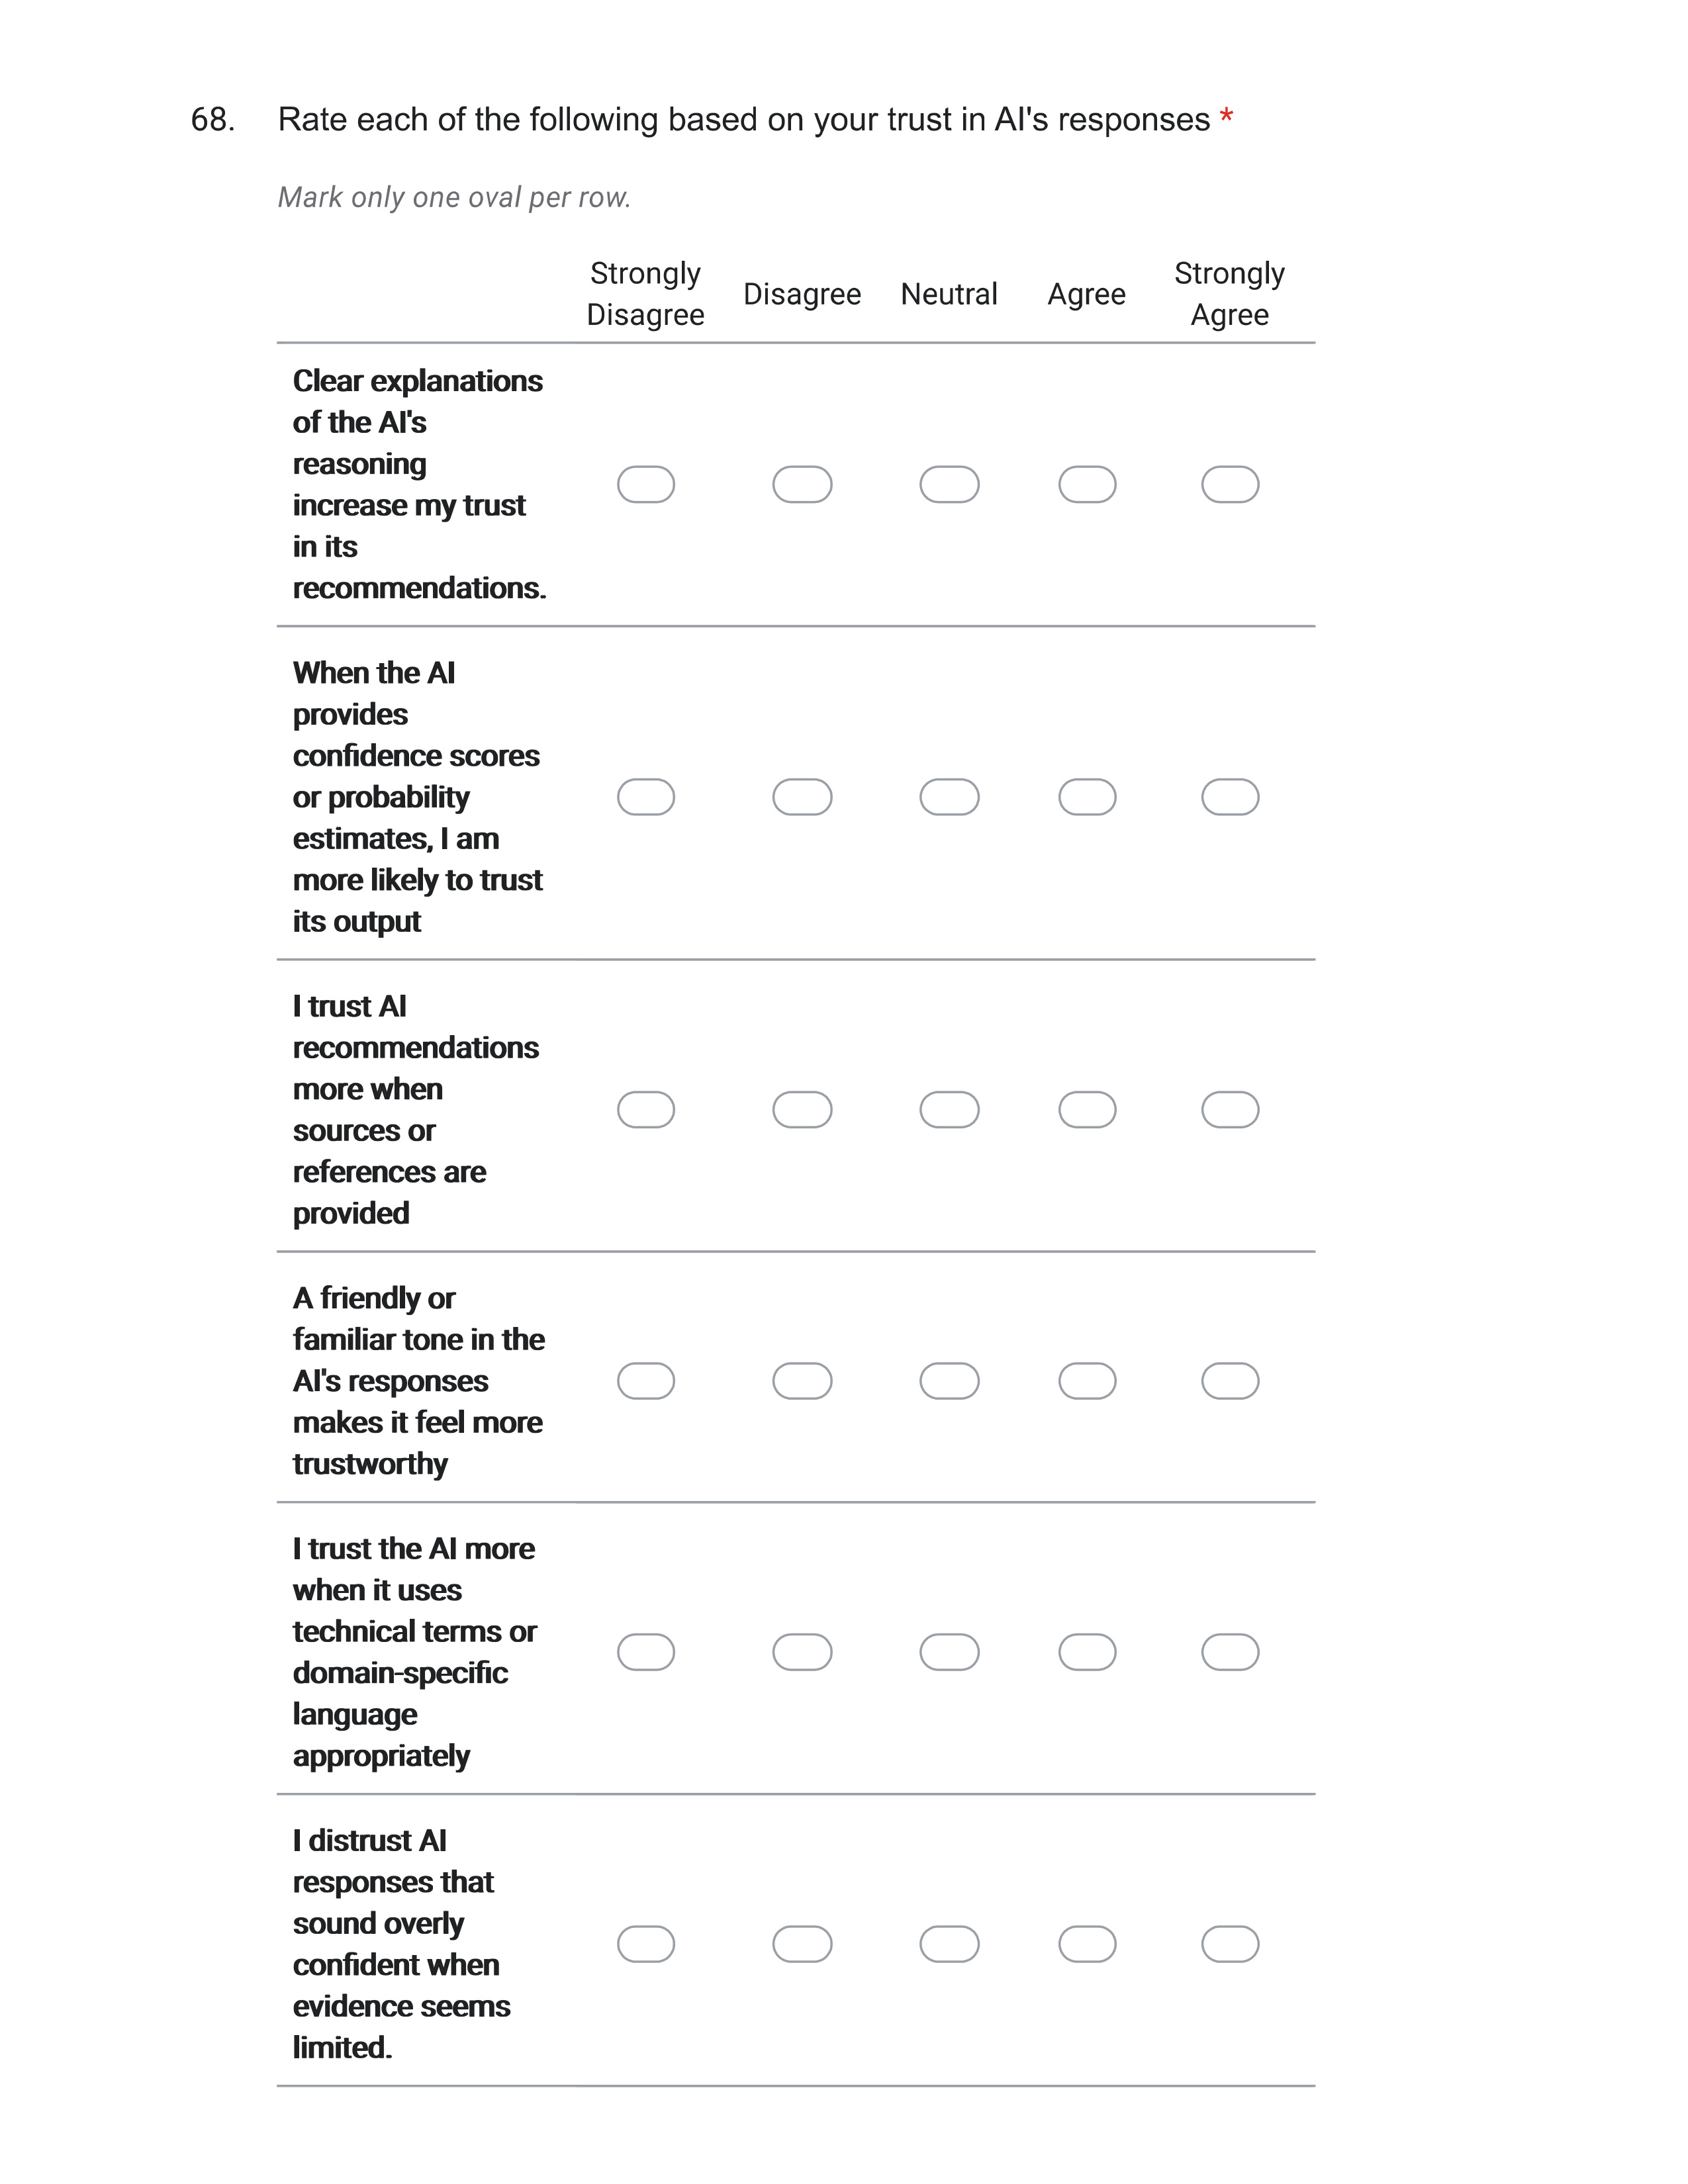 68. Rate each of the following based on your trust in AI's responses *
Mark only one oval per row.
Strongly Disagree Disagree Neutral Agree Strongly Agree
Clear explanations
of the AI's
reasoning
increase my trust
in its
recommendations.
When the AI
provides
confidence scores
or probability
estimates, I am
more likely to trust
its output
I trust AI
recommendations
more when
sources or
references are
provided
A friendly or
familiar tone in the
AI's responses
makes it feel more
trustworthy
I trust the AI more
when it uses
technical terms or
domain-specific
language
appropriately
I distrust AI
responses that
sound overly
confident when
evidence seems
limited.